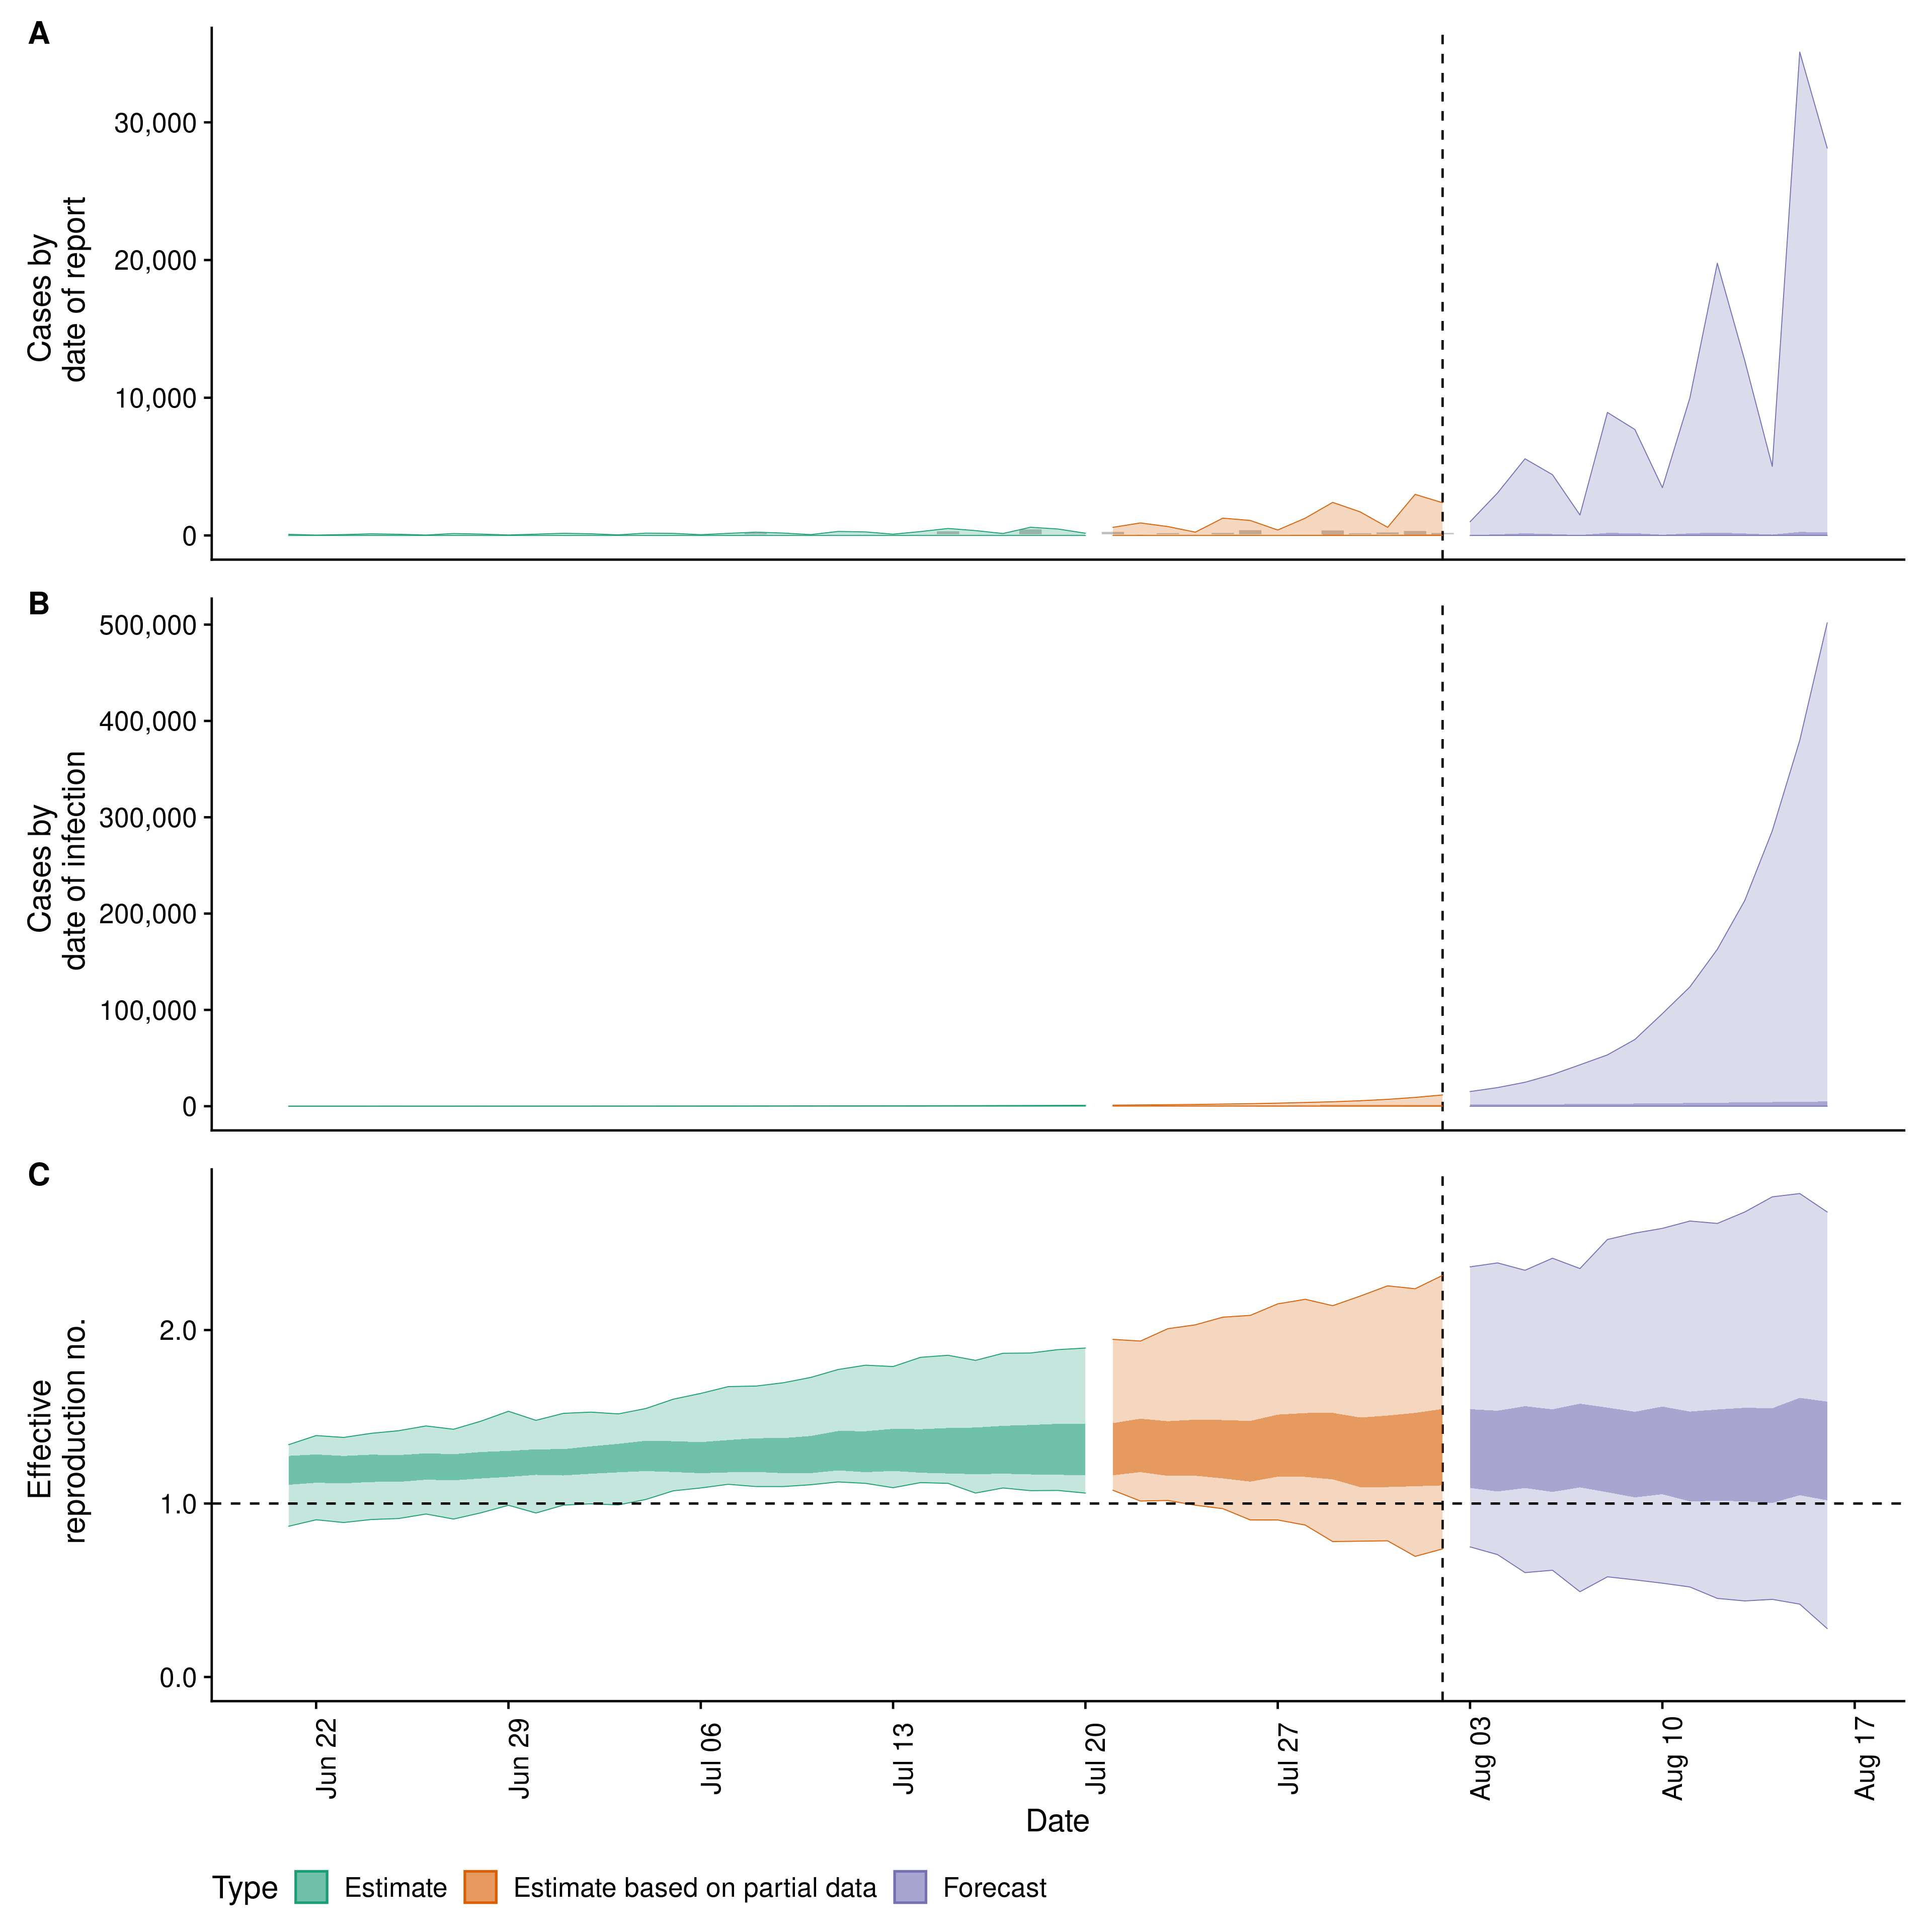 A
Cases by
date of report
30,000
20,000
10,000
0
B
Cases by
date of infection
500,000
400,000
300,000
200,000
100,000
0
C
Effective
reproduction no.
2.0
1.0
0.0
Jun 22
Jun 29
Jul 06
Jul 13
Jul 20
Jul 27
Aug 03
Aug 10
Aug 17
Date
Type Estimate Estimate based on partial data Forecast